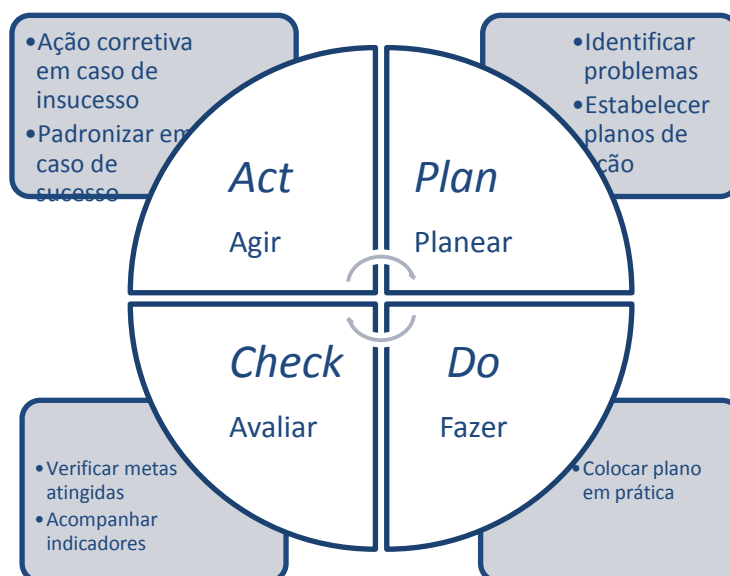 •Ação corretiva
em caso de
insucesso
•Padronizar em
caso de
sucesso
•Identificar
problemas
•Estabelecer
planos de
ação
Act
Agir
Plan
Planear
Check
Avaliar
Do
Fazer
•Verificar metas
atingidas
•Acompanhar
indicadores
•Colocar plano
em prática